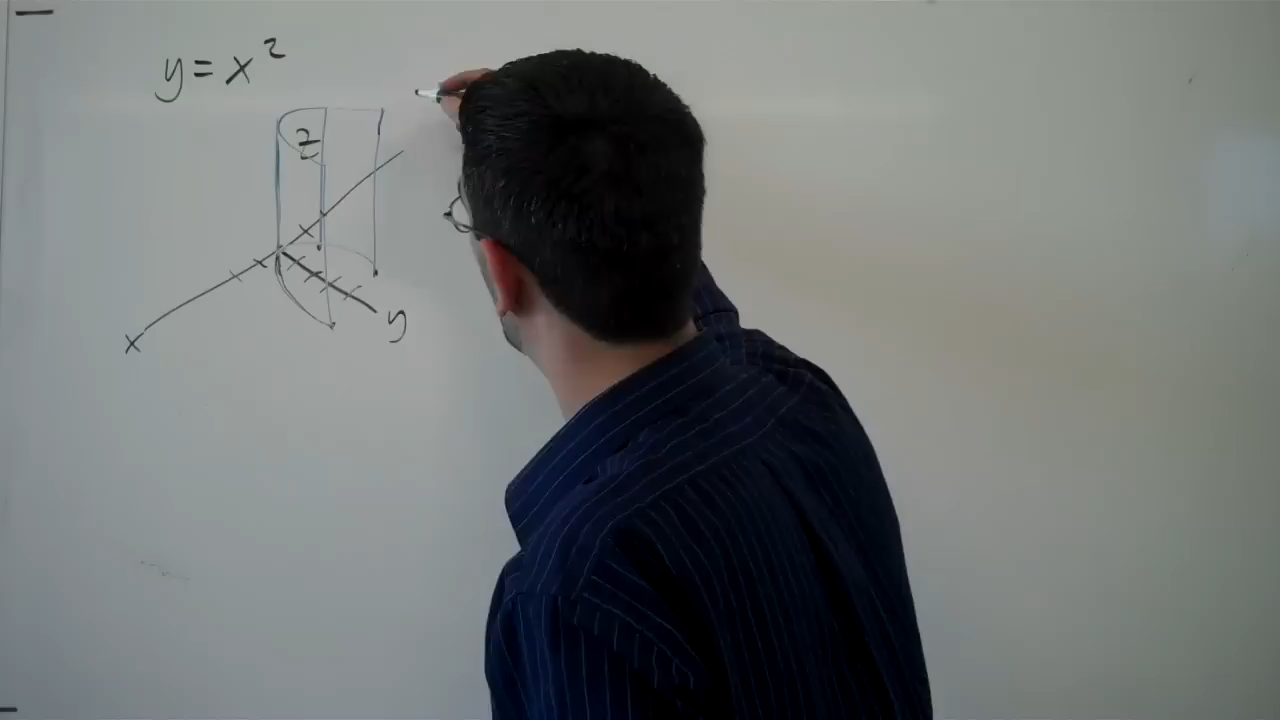 y = x²
z
x
y